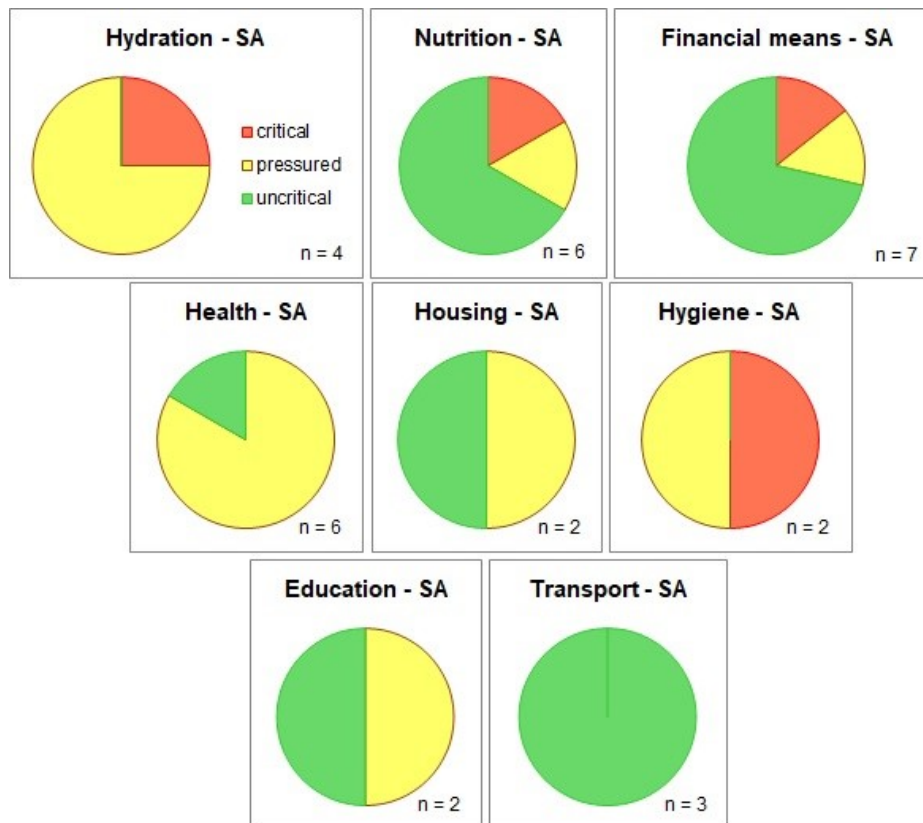 Hydration - SA
critical
pressured
uncritical
n = 4
Nutrition - SA
n = 6
Financial means - SA
n = 7
Health - SA
n = 6
Housing - SA
n = 2
Hygiene - SA
n = 2
Education - SA
n = 2
Transport - SA
n = 3